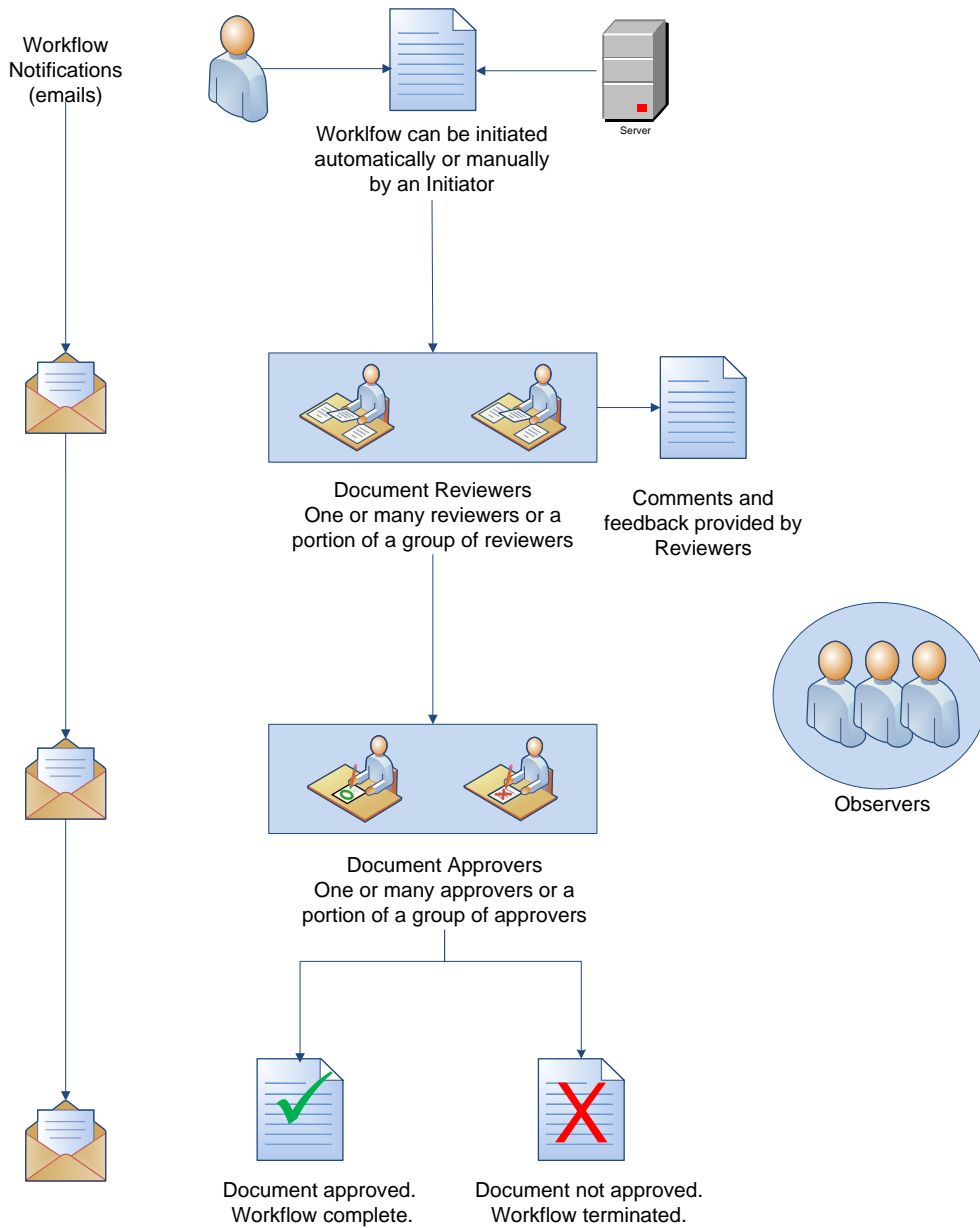 Workflow
Notifications
(emails)
Server
Worklfow can be initiated
automatically or manually
by an Initiator
Document Reviewers
One or many reviewers or a
portion of a group of reviewers
Comments and
feedback provided by
Reviewers
Observers
Document Approvers
One or many approvers or a
portion of a group of approvers
Document approved.
Workflow complete.
Document not approved.
Workflow terminated.